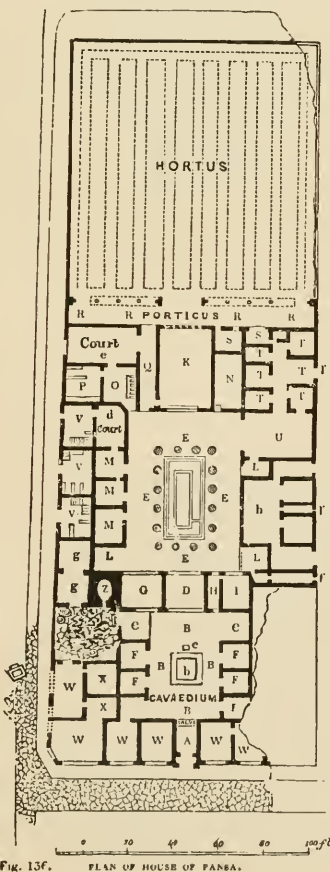 HORTUS
R R PORTICUS R R
Court
e
S S T T
P O Q K N T T r
V d
Court T T
U
E E
V M L
M E E h r
V M
L E L
g r
g Z G D H I
C B C
c
F B b B F
W X F CAVAEDIUM F
X B F
SALVE
W W W A W W
0 20 40 60 80 100 ft
Fig. 136. PLAN OF HOUSE OF PANSA.